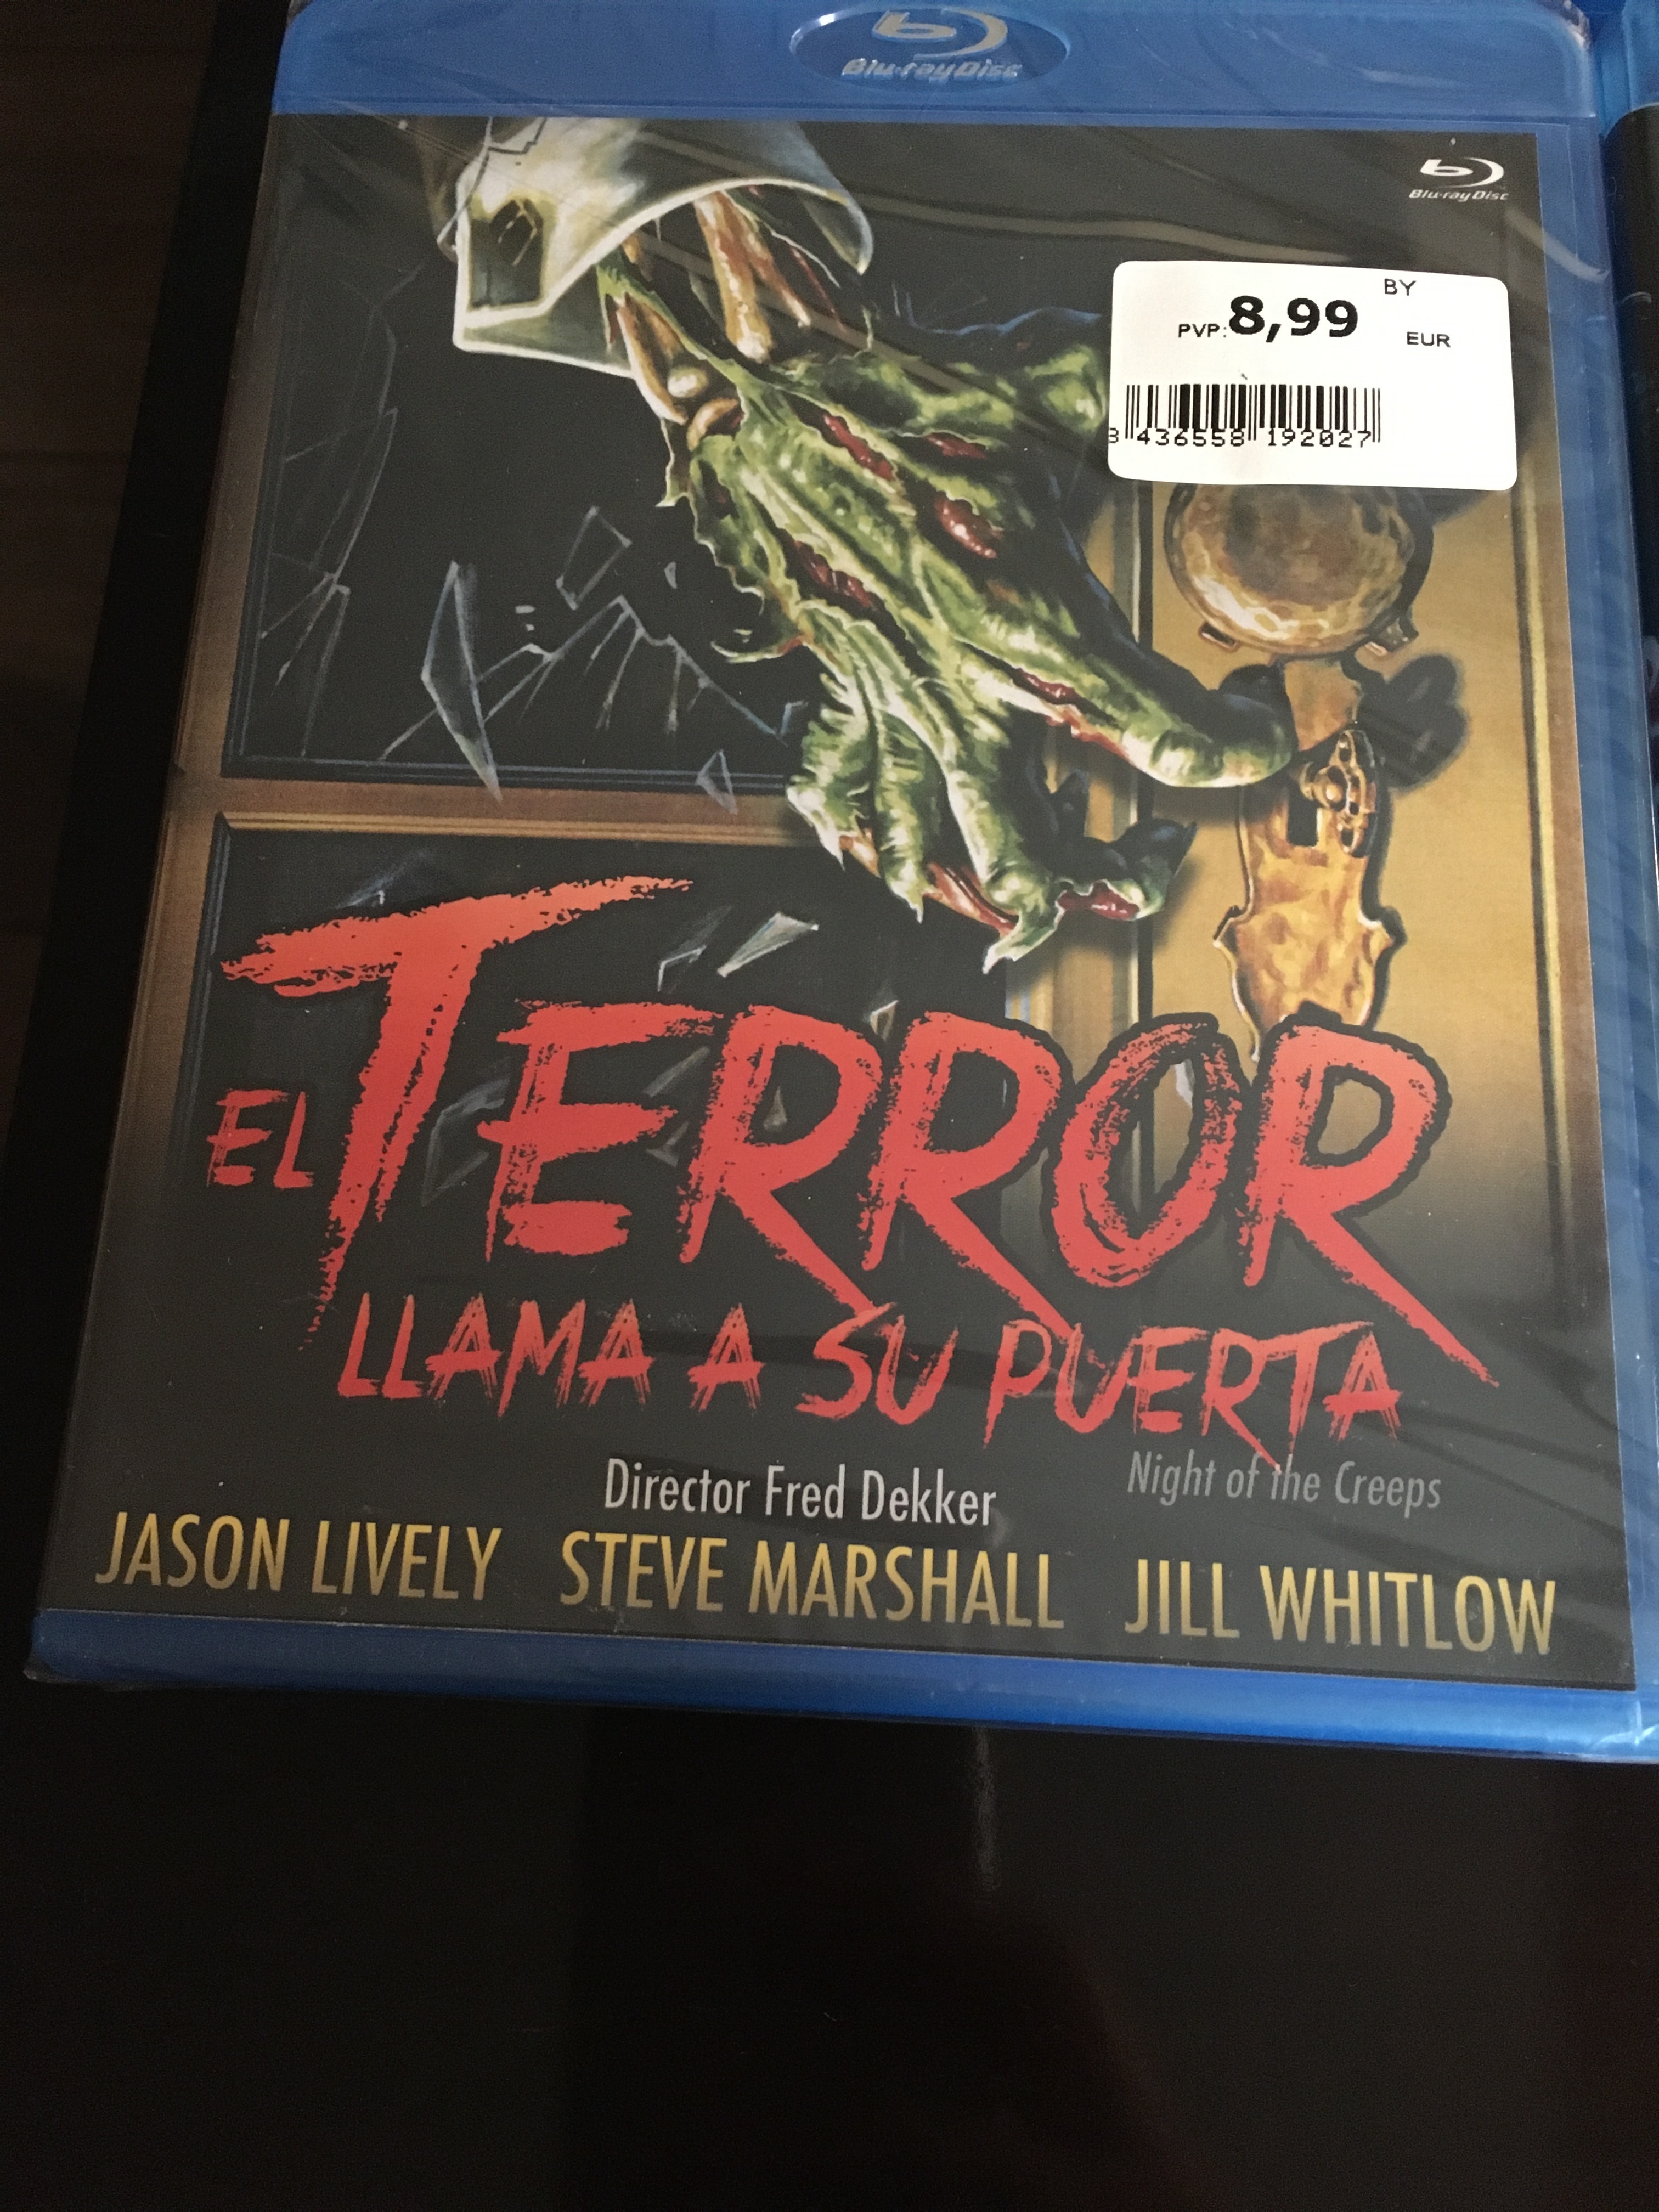 Blu-ray Disc
Blu-ray Disc
BY
PVP: 8,99 EUR
8 436558 192027
EL TERROR
LLAMA A SU PUERTA
Night of the Creeps
Director Fred Dekker
JASON LIVELY STEVE MARSHALL JILL WHITLOW